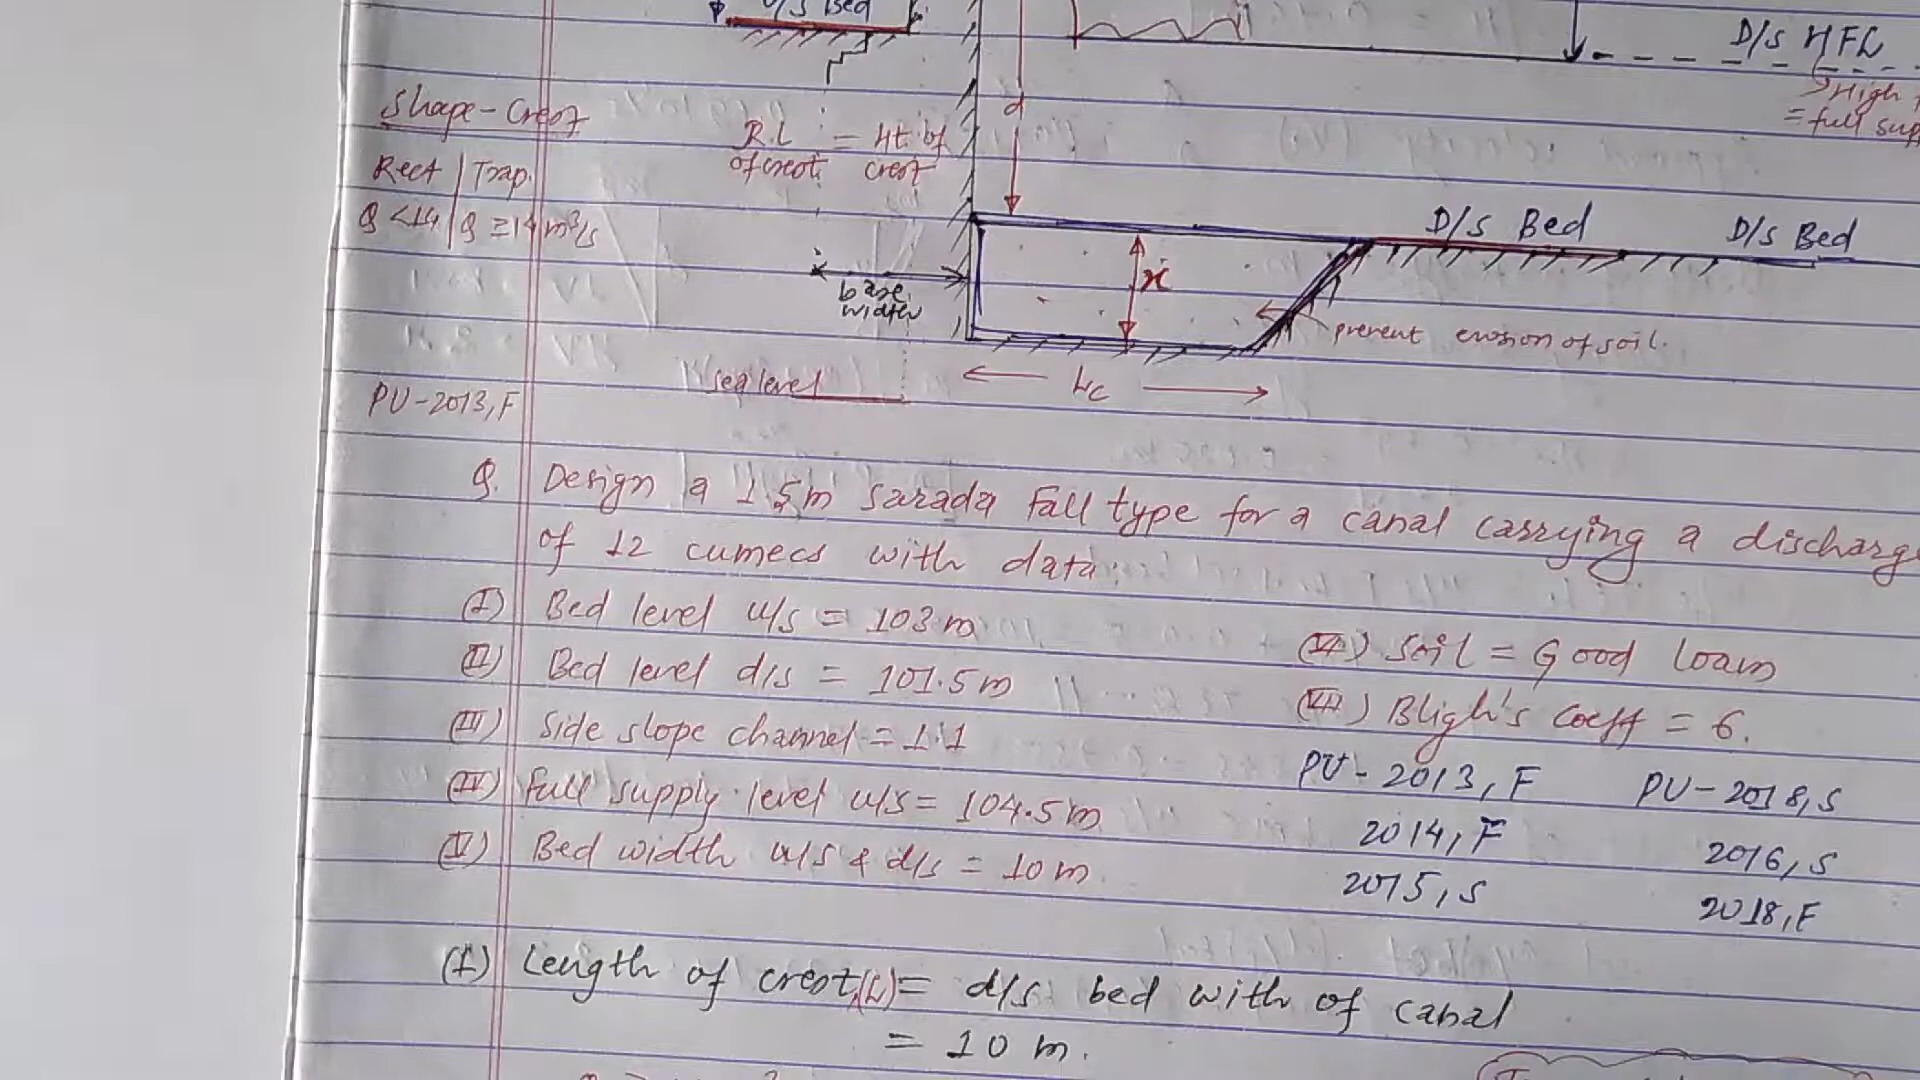 U/S Bed
D/S HFL
High
= full sup
d
Shape-Crest
R.L of crest = Ht. of crest
Rect | Trap.
Q <14 | Q ≥ 14 m³/s
D/s Bed
D/s Bed
x
base width
prevent erosion of soil.
Lc
sea level
PU-2013,F
Q. Design a 1.5m sarada Fall type for a canal carrying a discharge
of 12 cumecs with data:
(I) Bed level u/s = 103 m
(VI) Soil = Good loam
(II) Bed level d/s = 101.5 m
(VII) Bligh's coeff = 6.
(III) Side slope channel = 1:1
PU-2013, F
PU-2018,S
(IV) Full supply level u/s = 104.5 m
2014, F
2016, S
(V) Bed width u/s & d/s = 10 m.
2015, S
2018, F
(I) Length of crest,(L) = d/s bed with of canal
= 10 m.